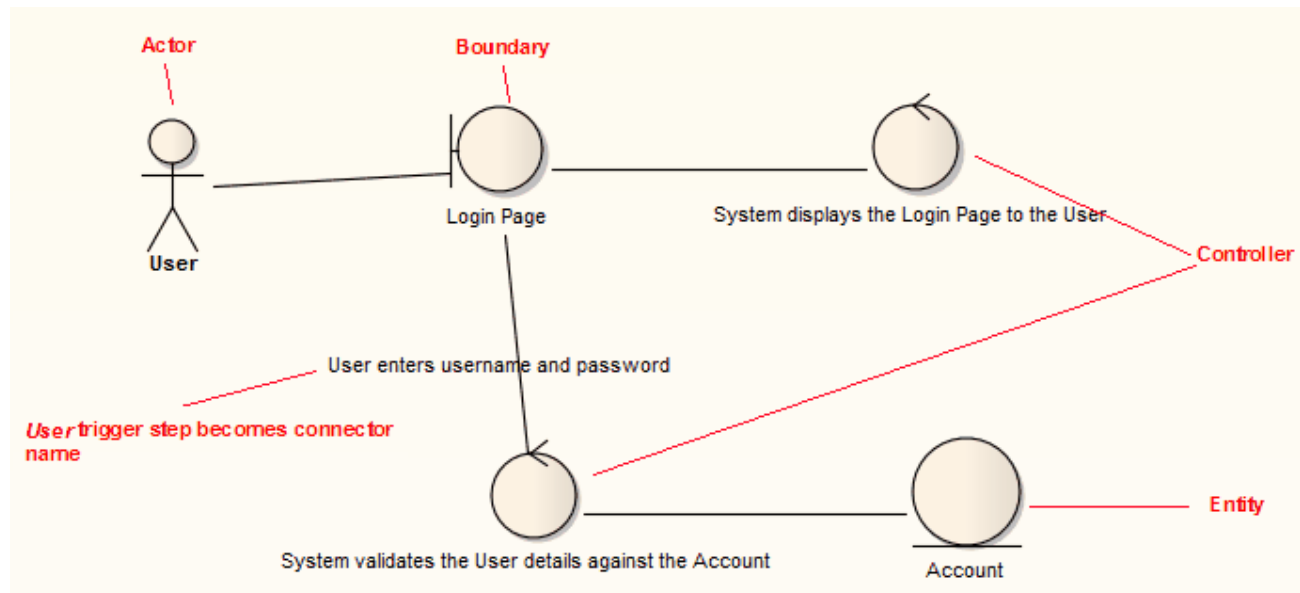 Actor
Boundary
Login Page
System displays the Login Page to the User
User
Controller
User enters username and password
User trigger step becomes connector
name
Entity
System validates the User details against the Account
Account